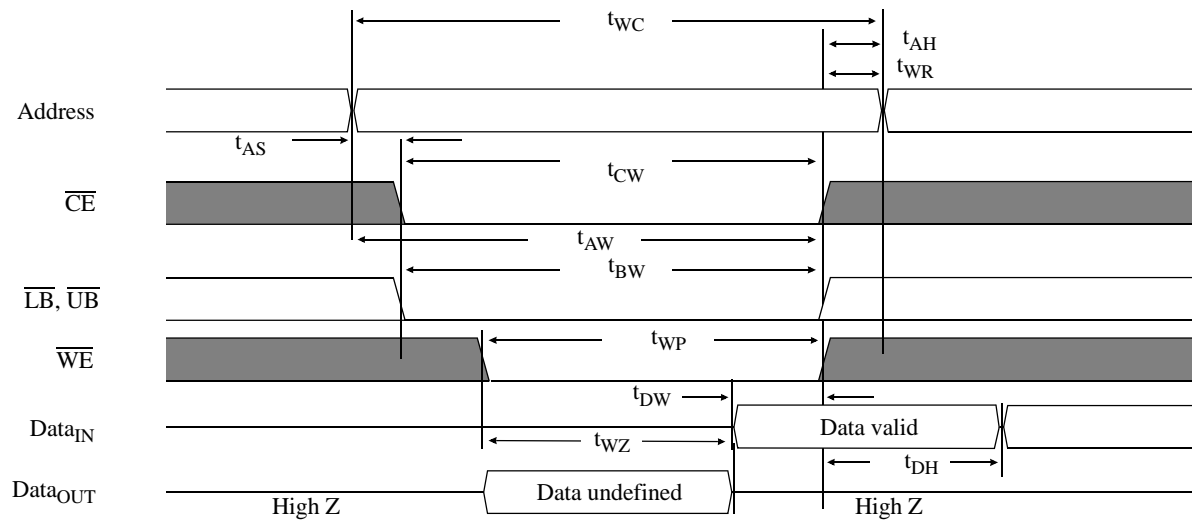 tWC
tAH
tWR
Address
tAS
tCW
CE
tAW
tBW
LB, UB
tWP
WE
tDW
DataIN
Data valid
tWZ
tDH
DataOUT
Data undefined
High Z
High Z